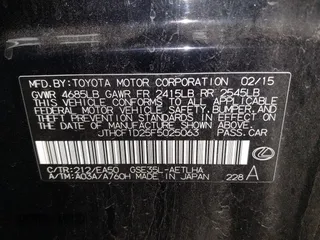 MFD.BY:TOYOTA MOTOR CORPORATION 02/15
GVWR 4685LB GAWR FR 2415LB RR 2545LB
THIS VEHICLE CONFORMS TO ALL APPLICABLE
FEDERAL MOTOR VEHICLE SAFETY, BUMPER, AND
THEFT PREVENTION STANDARDS IN EFFECT ON
THE DATE OF MANUFACTURE SHOWN ABOVE.
JTHCF1D25F5025063 PASS.CAR
C/TR:212/EA50 GSE35L-AETLHA
A/TM:A03A/A760H MADE IN JAPAN 228 A